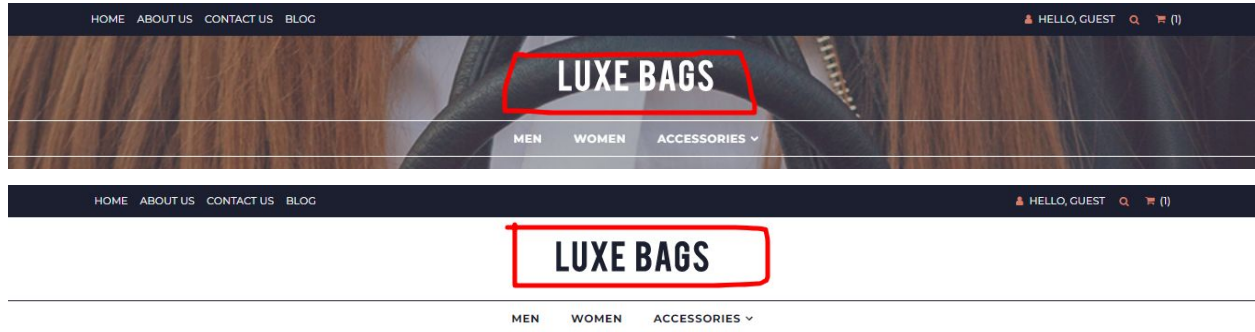 HOME ABOUT US CONTACT US BLOG HELLO, GUEST (1)
LUXE BAGS
MEN WOMEN ACCESSORIES
HOME ABOUT US CONTACT US BLOG HELLO, GUEST (1)
LUXE BAGS
MEN WOMEN ACCESSORIES